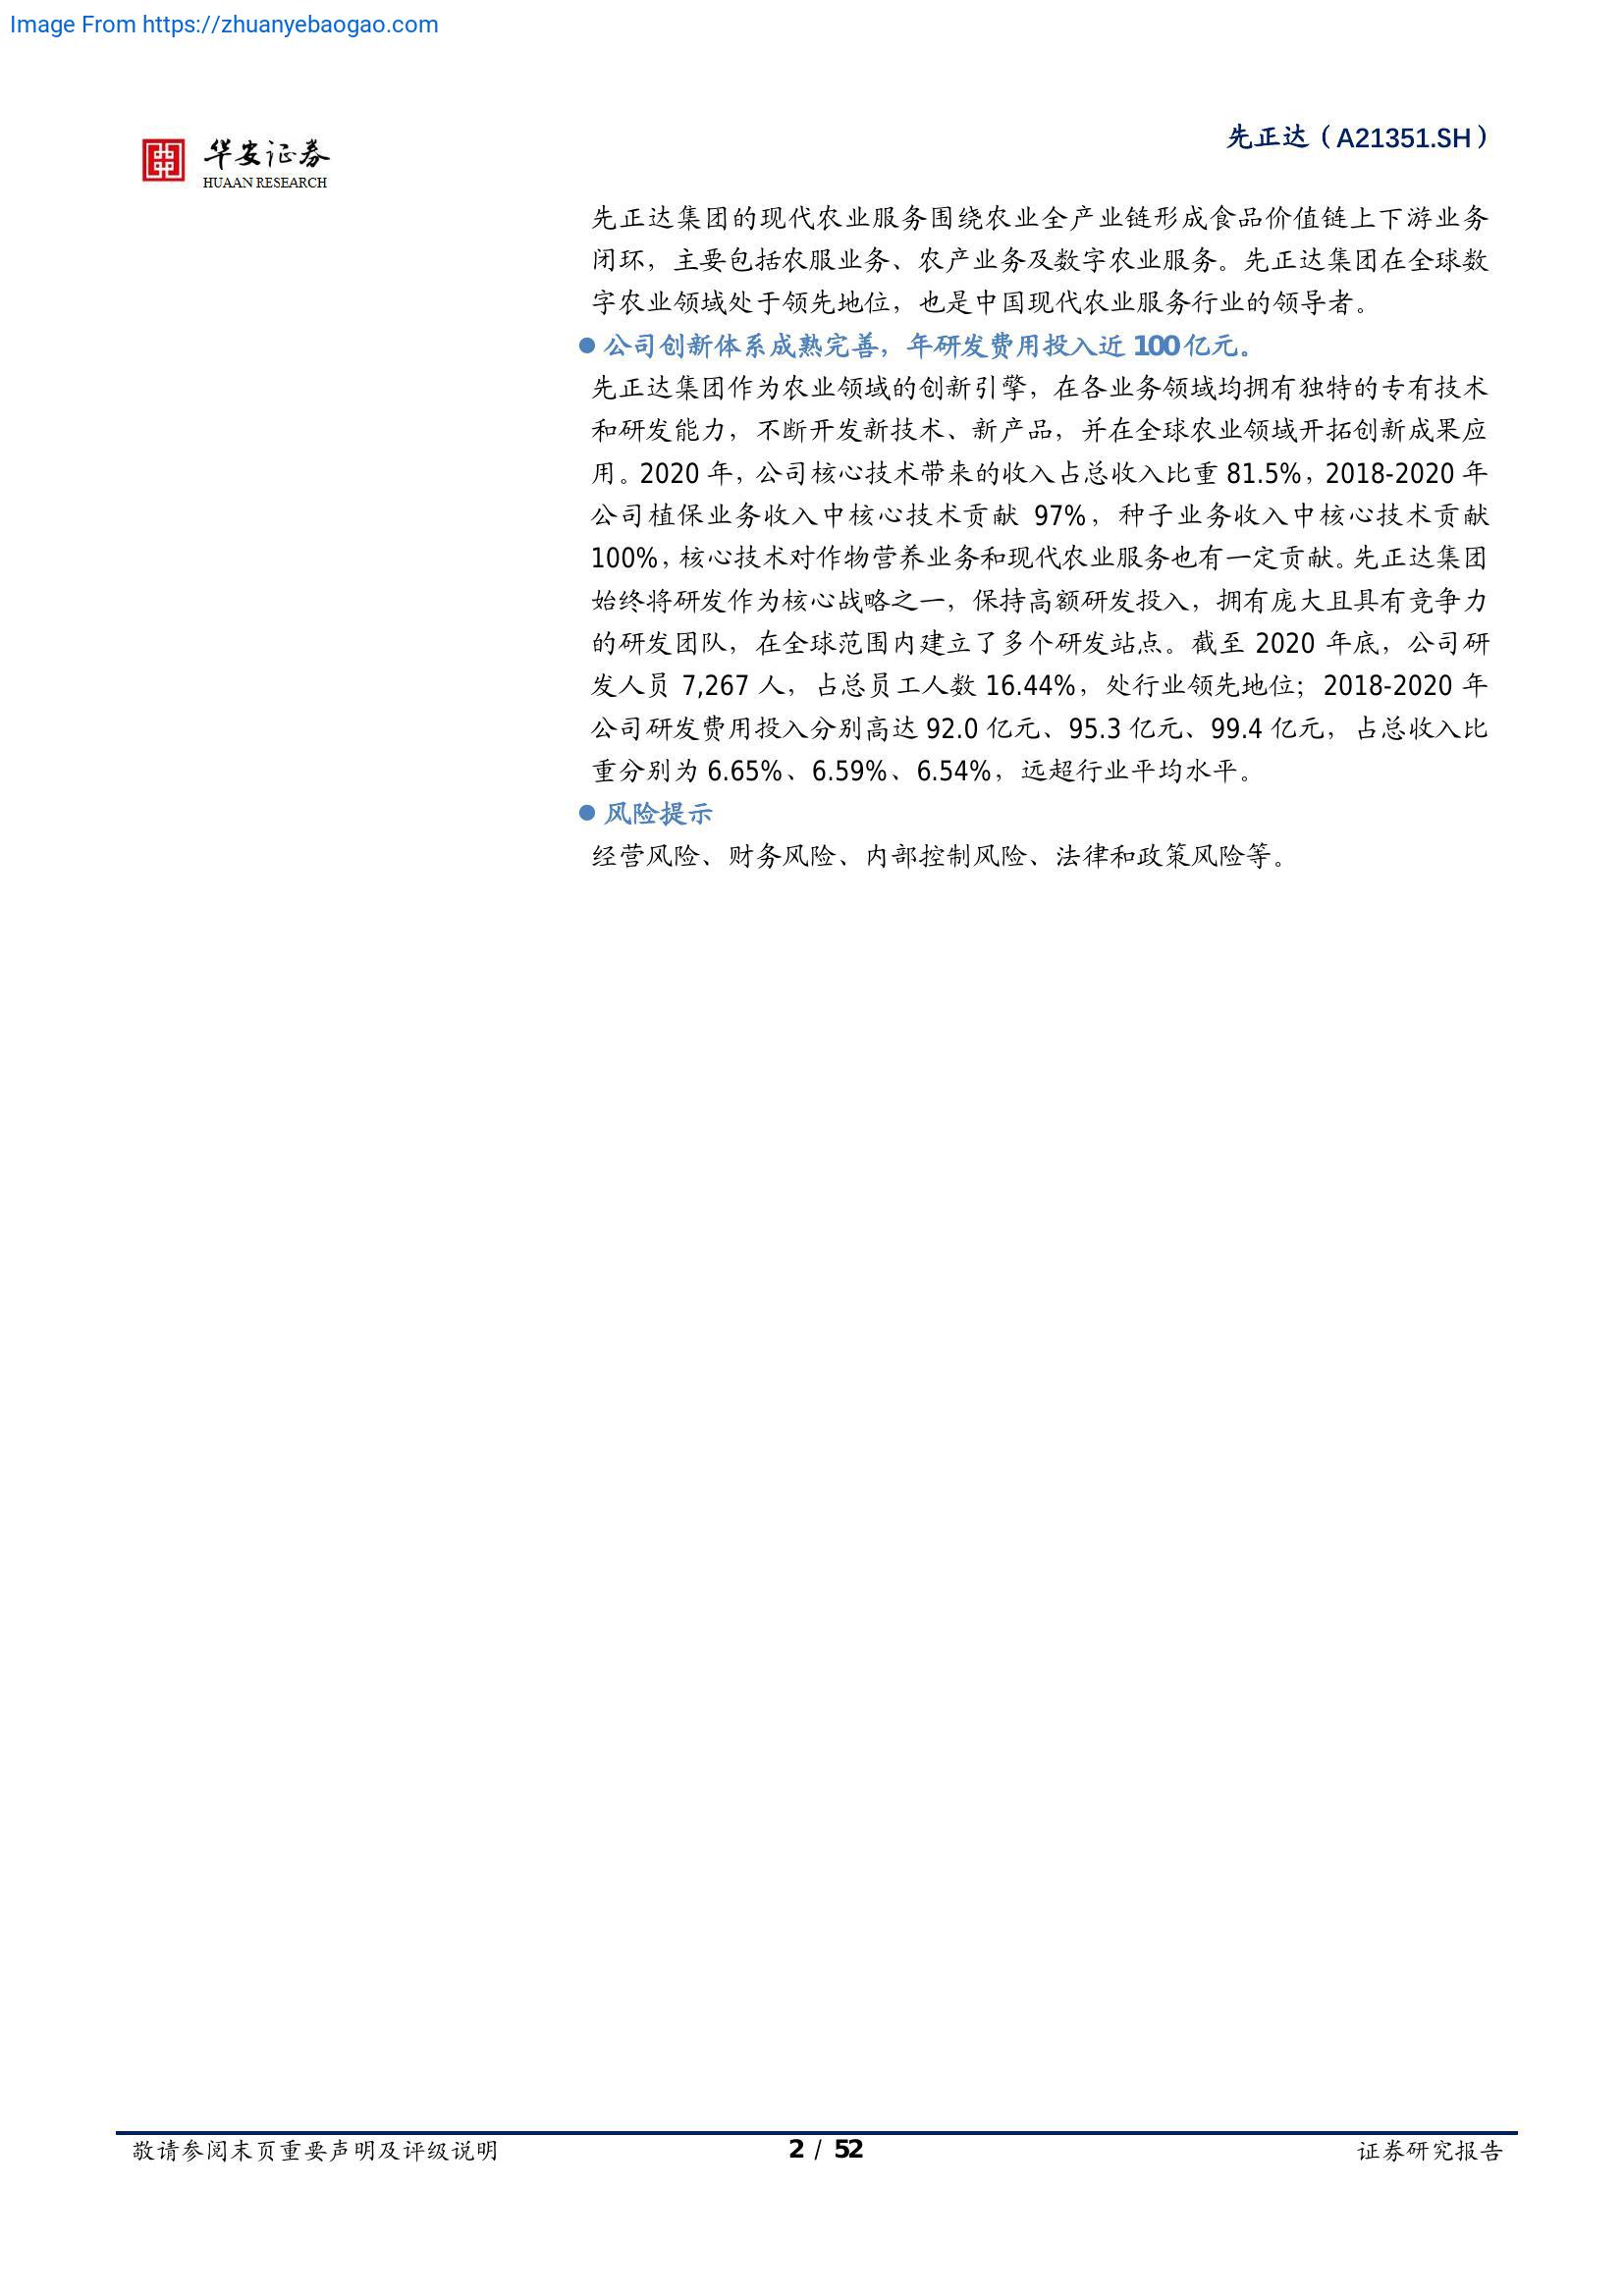 Image From https://zhuanyebaogao.com
华安证券
HUAAN RESEARCH
先正达（A21351.SH）
先正达集团的现代农业服务围绕农业全产业链形成食品价值链上下游业务
闭环，主要包括农服业务、农产业务及数字农业服务。先正达集团在全球数
字农业领域处于领先地位，也是中国现代农业服务行业的领导者。
● 公司创新体系成熟完善，年研发费用投入近 100 亿元。
先正达集团作为农业领域的创新引擎，在各业务领域均拥有独特的专有技术
和研发能力，不断开发新技术、新产品，并在全球农业领域开拓创新成果应
用。2020 年，公司核心技术带来的收入占总收入比重 81.5%，2018-2020 年
公司植保业务收入中核心技术贡献 97%，种子业务收入中核心技术贡献
100%，核心技术对作物营养业务和现代农业服务也有一定贡献。先正达集团
始终将研发作为核心战略之一，保持高额研发投入，拥有庞大且具有竞争力
的研发团队，在全球范围内建立了多个研发站点。截至 2020 年底，公司研
发人员 7,267 人，占总员工人数 16.44%，处行业领先地位；2018-2020 年
公司研发费用投入分别高达 92.0 亿元、95.3 亿元、99.4 亿元，占总收入比
重分别为 6.65%、6.59%、6.54%，远超行业平均水平。
● 风险提示
经营风险、财务风险、内部控制风险、法律和政策风险等。
敬请参阅末页重要声明及评级说明
2 / 52
证券研究报告